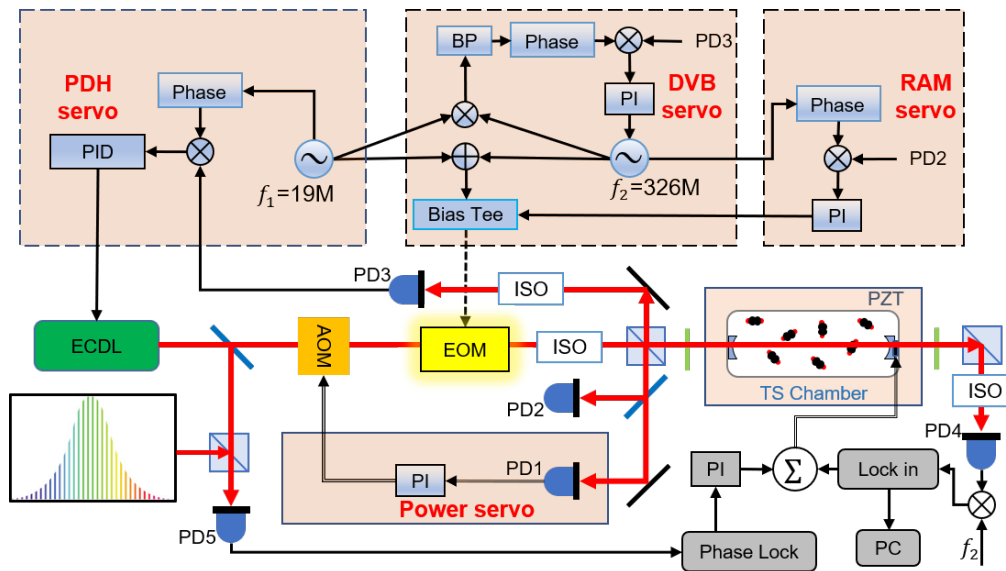 PDH
servo
Phase
PID
f₁=19M
BP
Phase
PD3
PI
DVB
servo
f₂=326M
Bias Tee
RAM
servo
Phase
PD2
PI
PD3
ISO
ECDL
AOM
EOM
ISO
PZT
TS Chamber
ISO
PD2
PD4
PI
PD1
Power servo
PI
Σ
Lock in
PD5
Phase Lock
PC
f₂